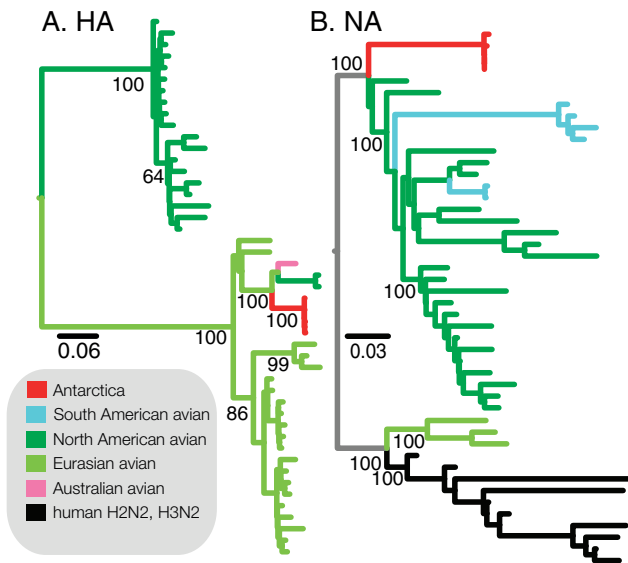 A. HA
B. NA
100
64
100
100
100
99
86
0.06
100
100
100
0.03
100
100
100
Antarctica
South American avian
North American avian
Eurasian avian
Australian avian
human H2N2, H3N2